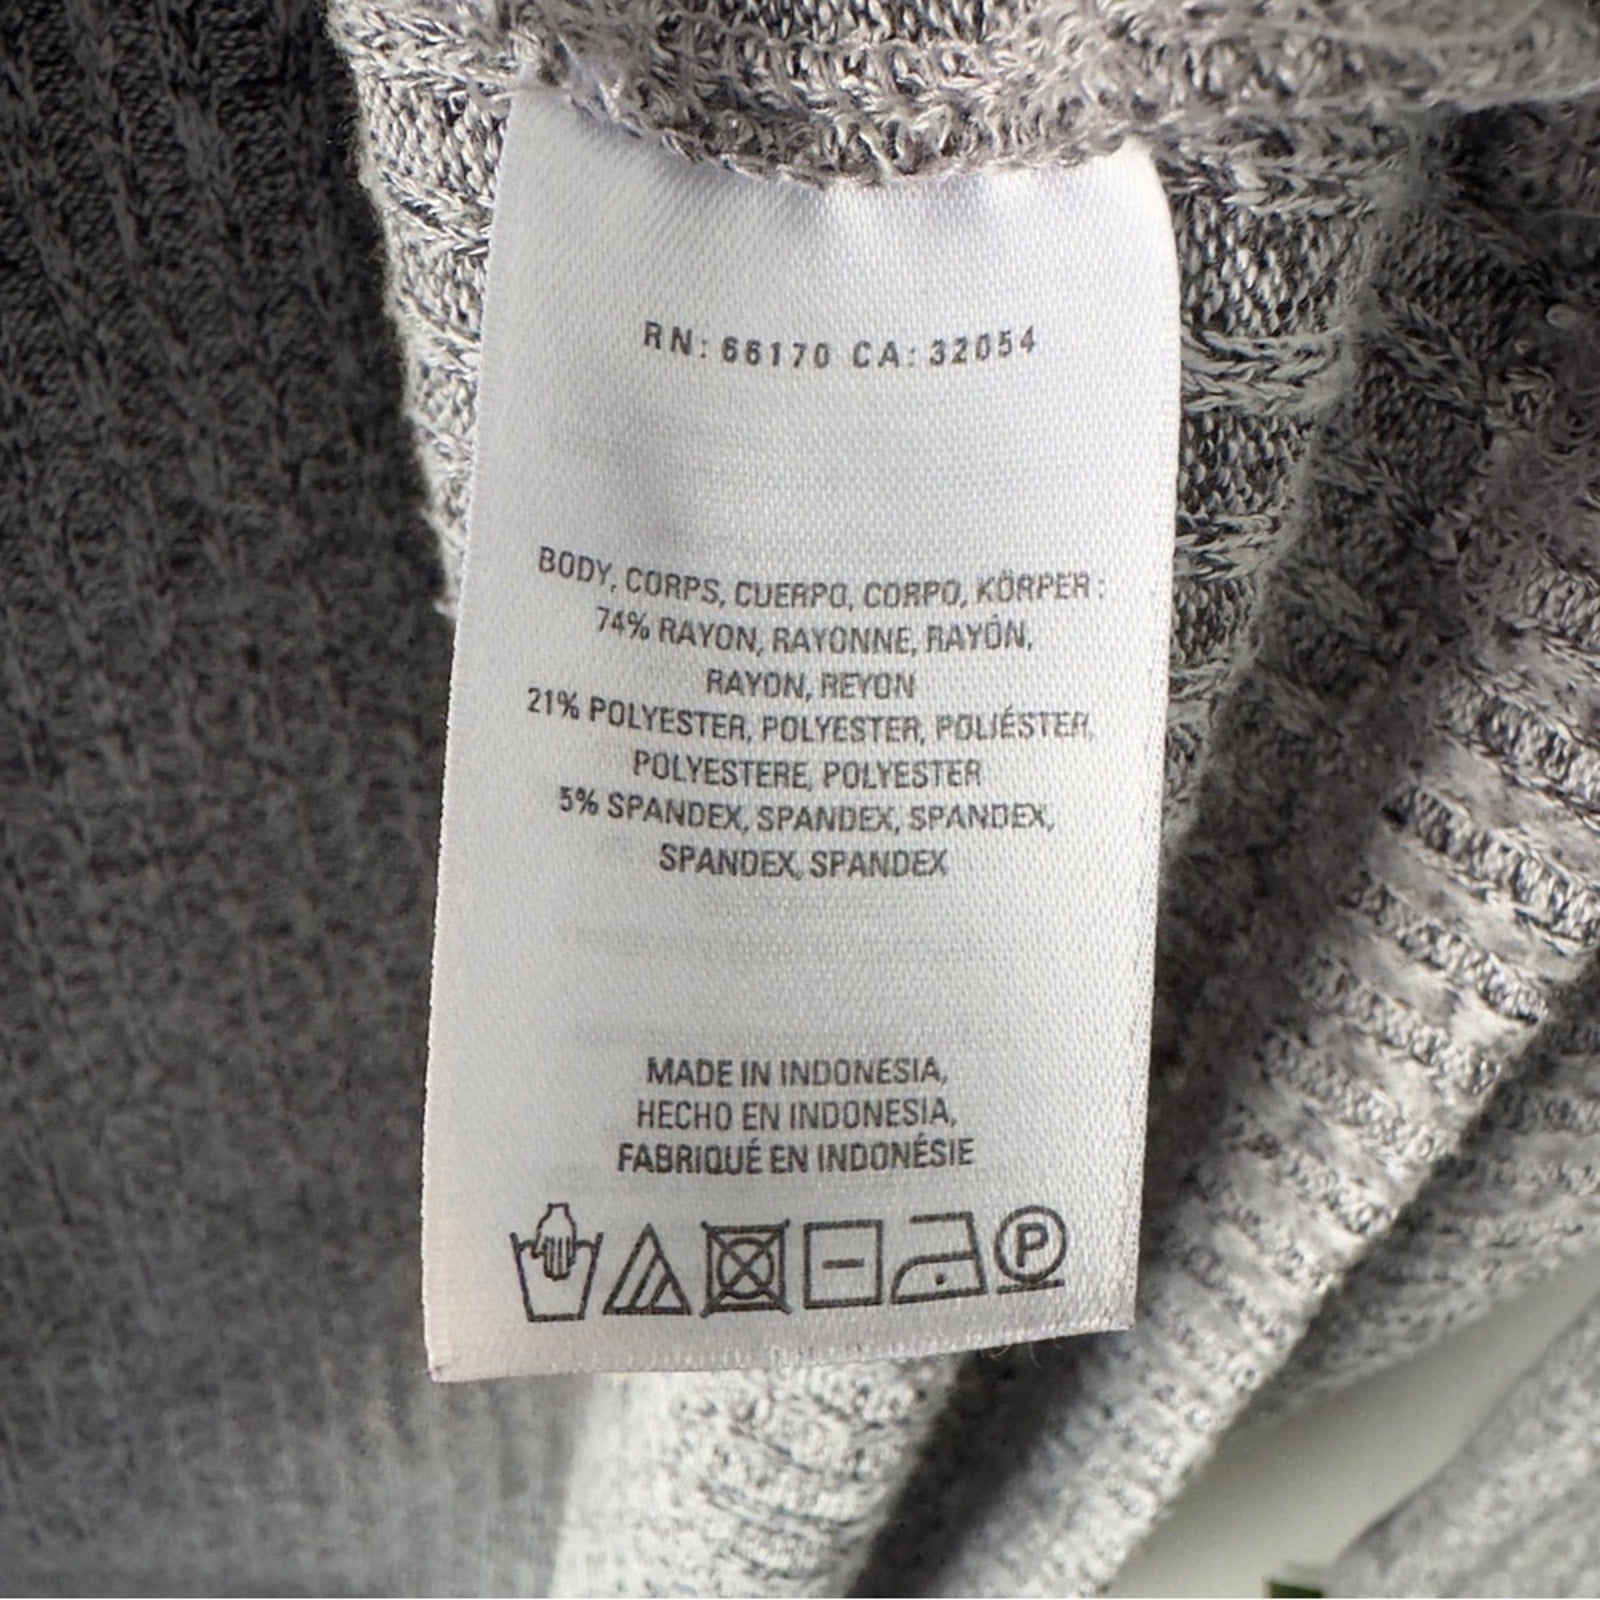 RN: 66170 CA: 32054
BODY, CORPS, CUERPO, CORPO, KÖRPER :
74% RAYON, RAYONNE, RAYÓN,
RAYON, REYON
21% POLYESTER, POLYESTER, POLIÉSTER,
POLYESTERE, POLYESTER
5% SPANDEX, SPANDEX, SPANDEX,
SPANDEX, SPANDEX
MADE IN INDONESIA,
HECHO EN INDONESIA,
FABRIQUÉ EN INDONÉSIE
P